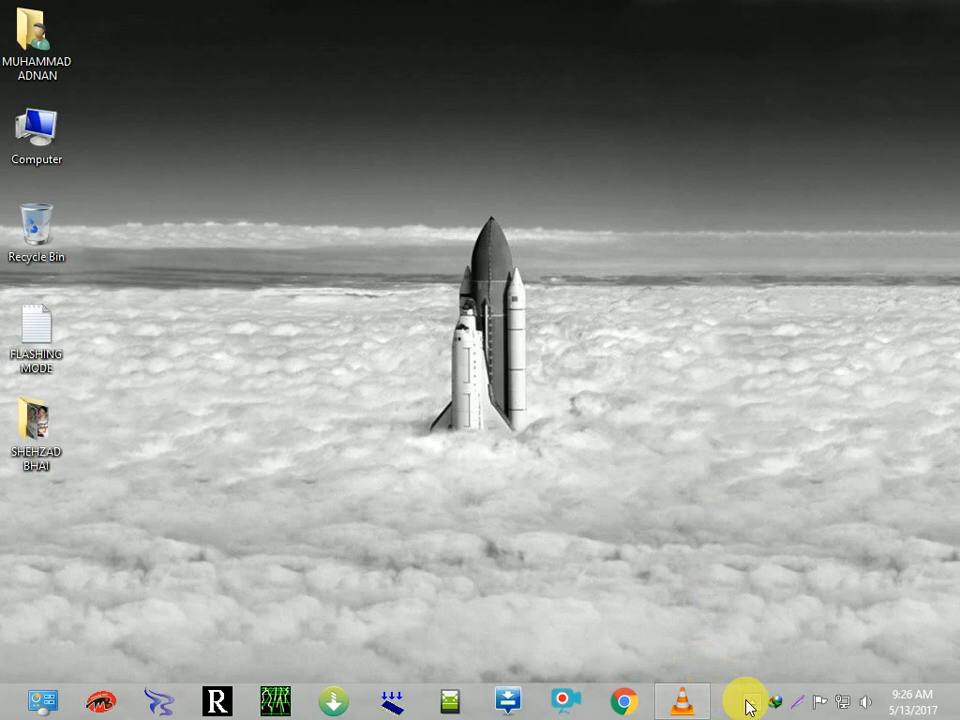 MUHAMMAD
ADNAN
Computer
Recycle Bin
FLASHING
MODE
SHEHZAD
BHAI
R
9:26 AM
5/13/2017